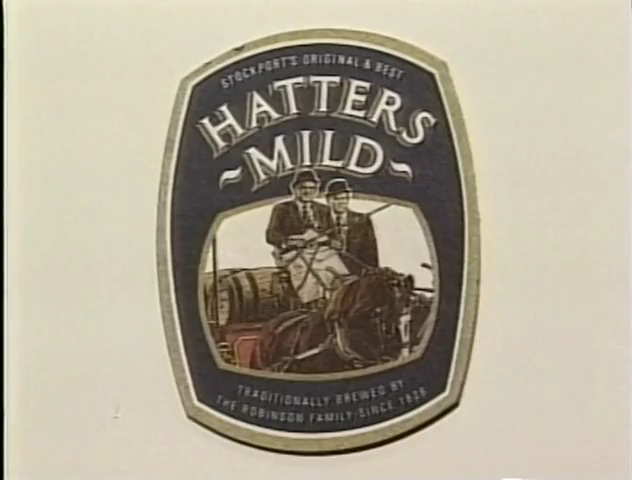 STOCKPORT'S ORIGINAL & BEST
HATTERS
~MILD~
TRADITIONALLY BREWED BY
THE ROBINSON FAMILY SINCE 1838